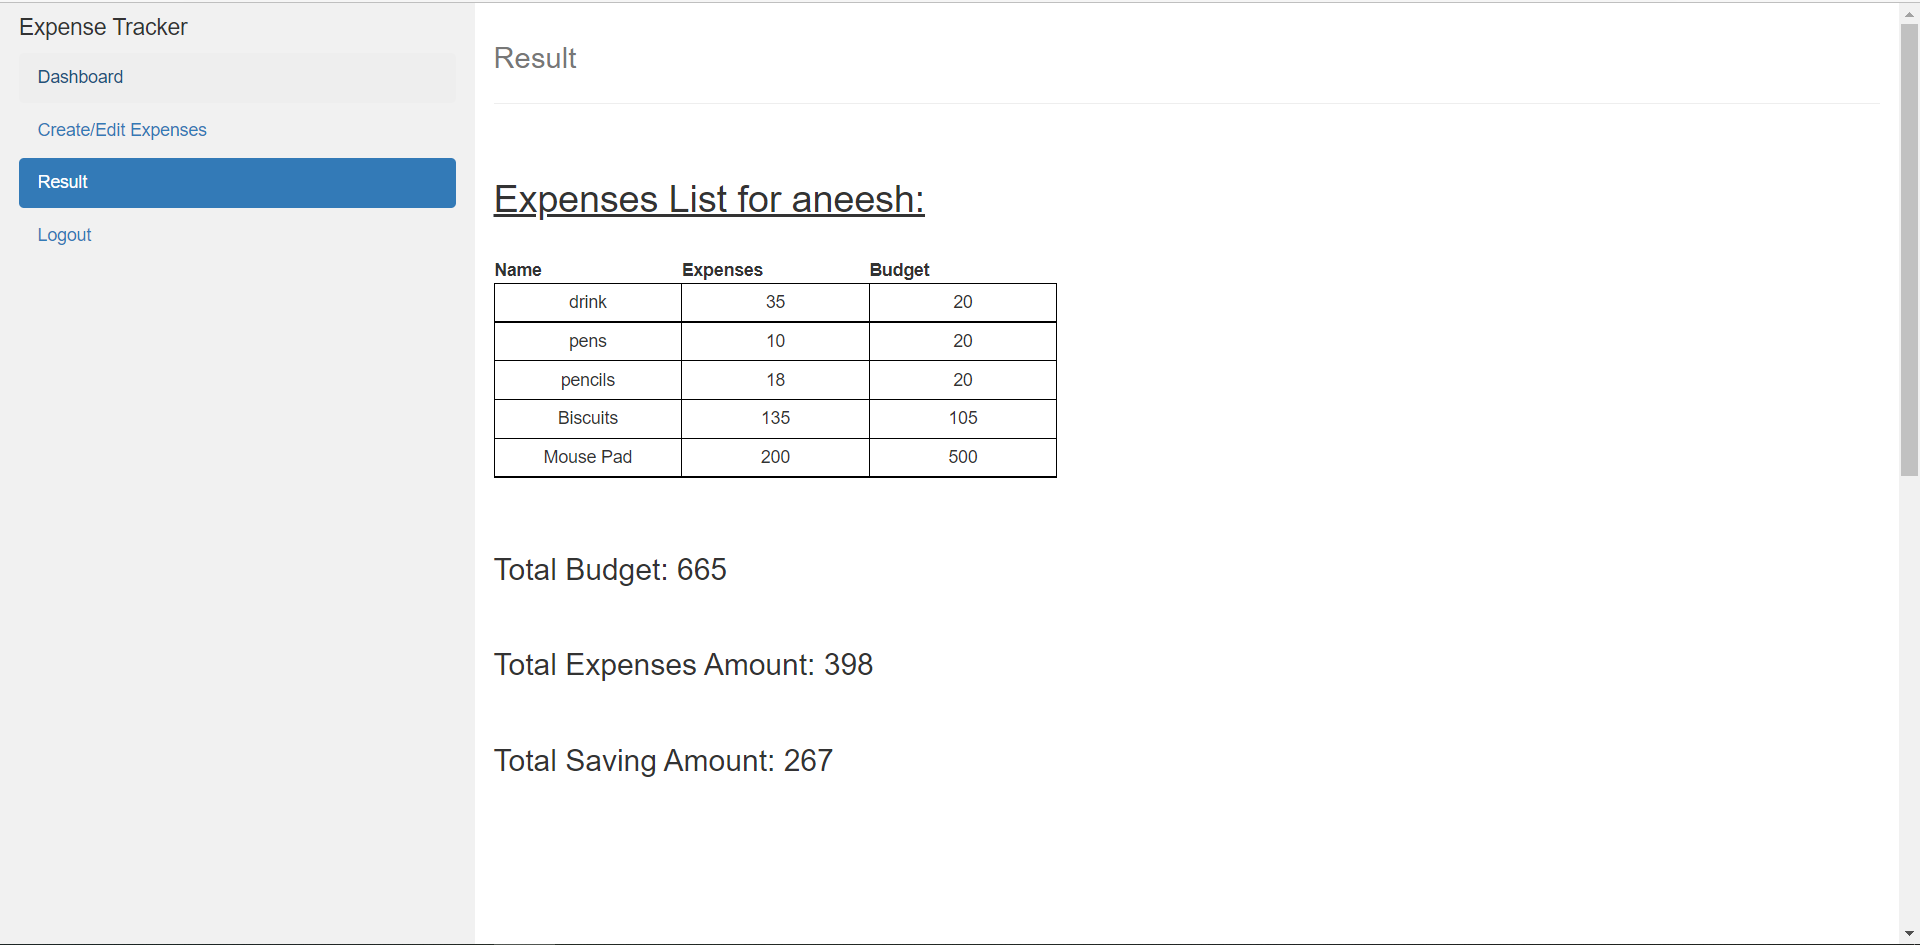 Expense Tracker
Dashboard
Create/Edit Expenses
Result
Logout
Result
Expenses List for aneesh:
Name Expenses Budget
drink 35 20
pens 10 20
pencils 18 20
Biscuits 135 105
Mouse Pad 200 500
Total Budget: 665
Total Expenses Amount: 398
Total Saving Amount: 267